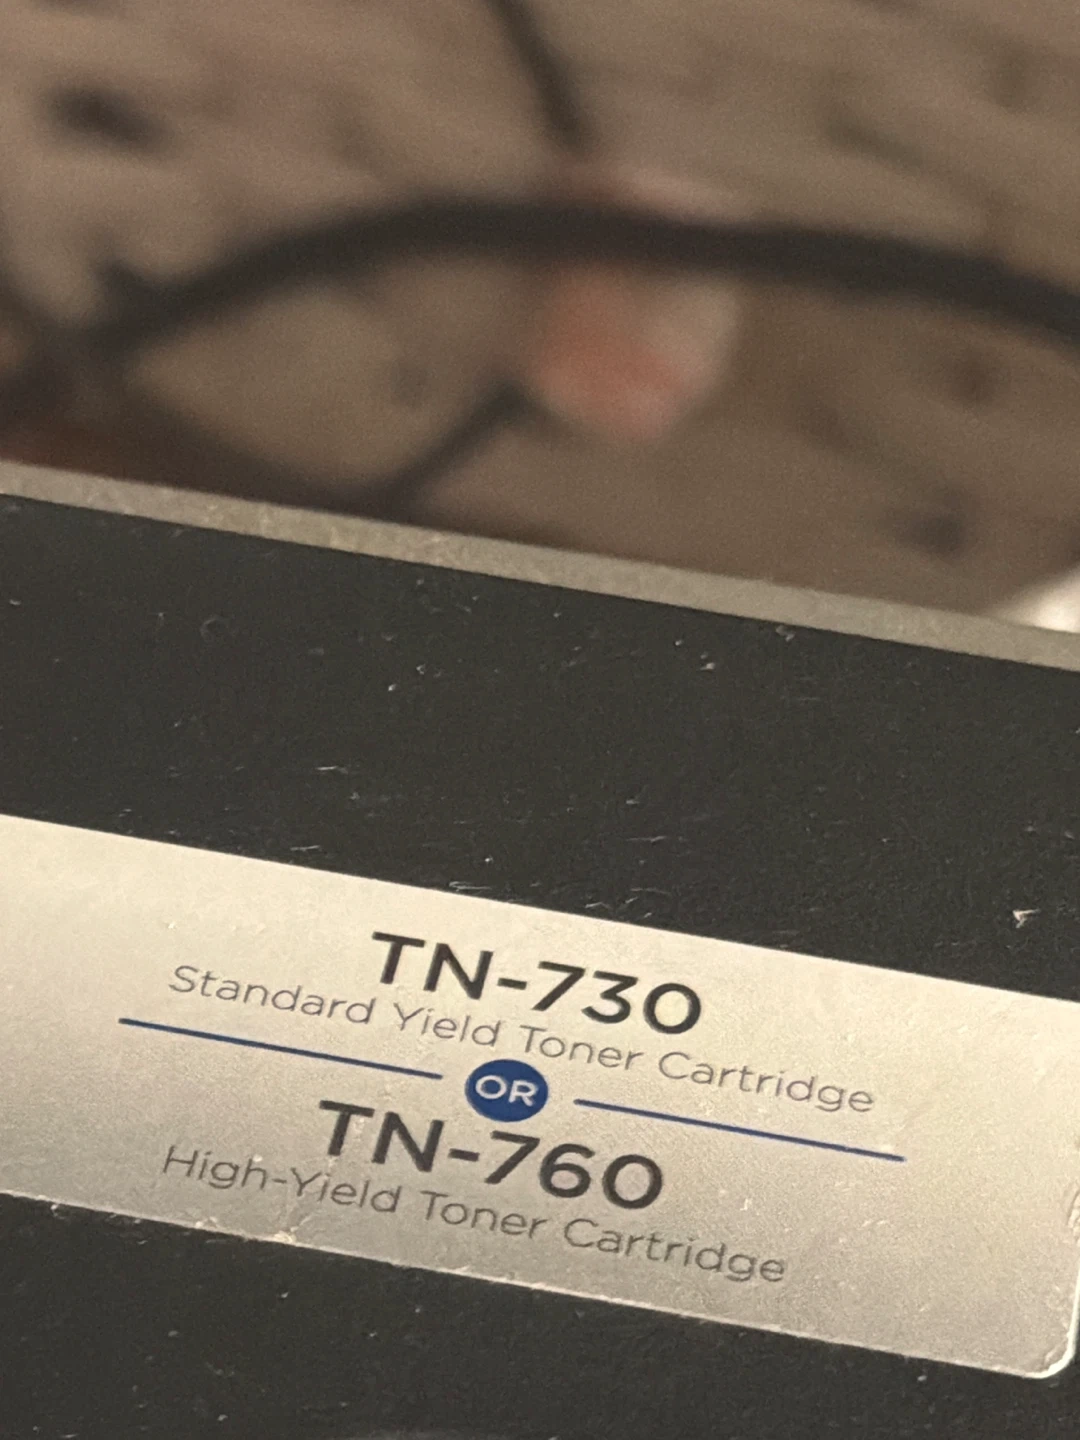 TN-730
Standard Yield Toner Cartridge
OR
TN-760
High-Yield Toner Cartridge